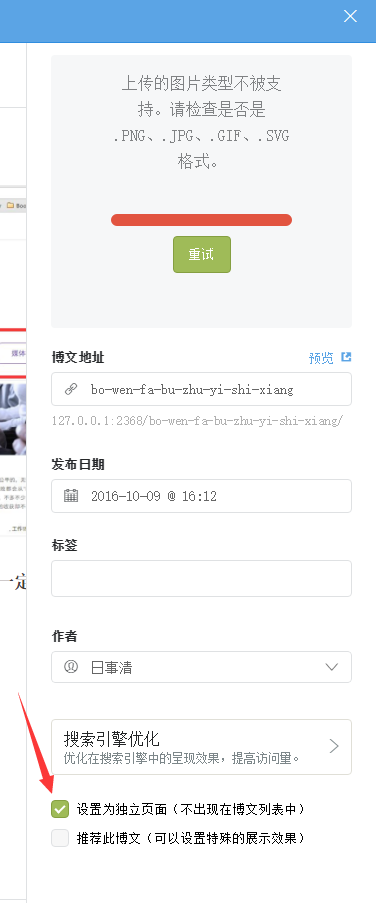 上传的图片类型不被支
持。请检查是否是
.PNG、.JPG、.GIF、.SVG
格式。
重试
博文地址
预览
bo-wen-fa-bu-zhu-yi-shi-xiang
127.0.0.1:2368/bo-wen-fa-bu-zhu-yi-shi-xiang/
发布日期
2016-10-09 @ 16:12
标签
作者
日事清
搜索引擎优化
优化在搜索引擎中的呈现效果，提高访问量。
设置为独立页面（不出现在博文列表中）
推荐此博文（可以设置特殊的展示效果）
Boo
媒体
一定